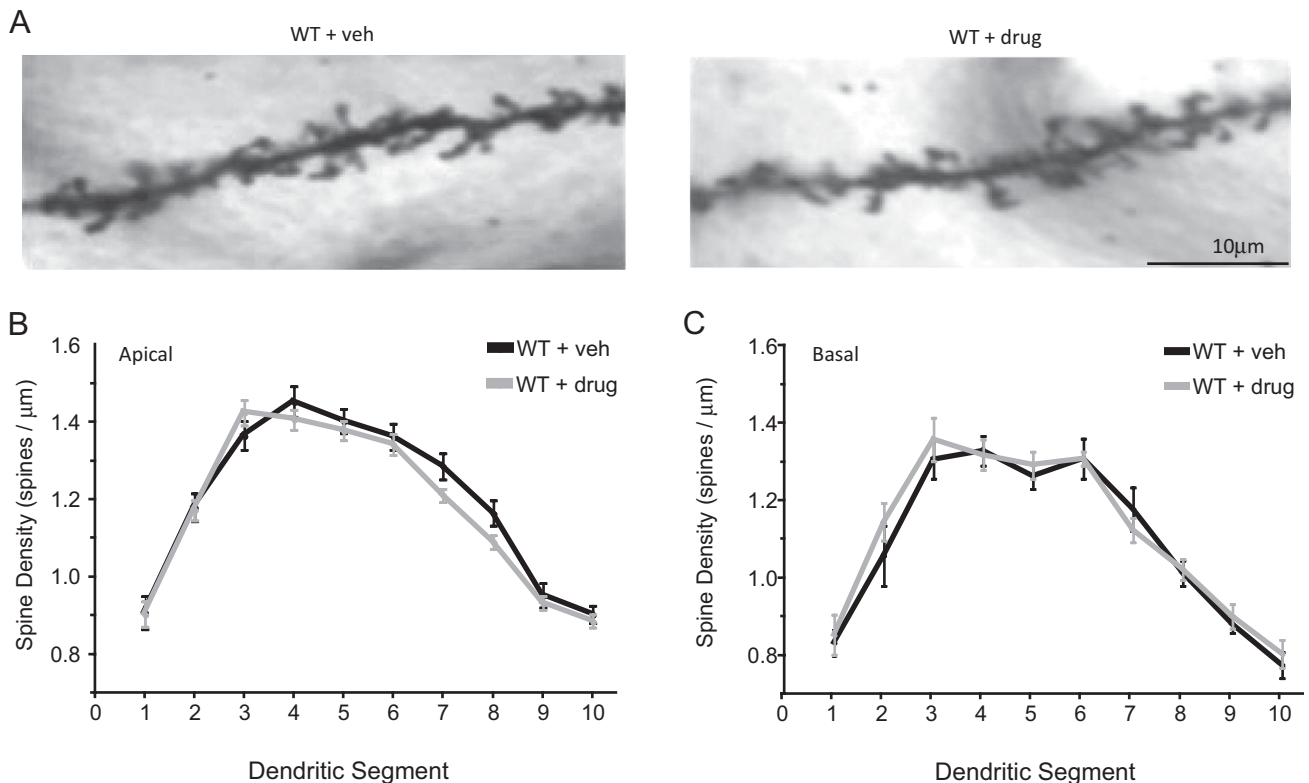 A
WT + veh
WT + drug
10μm
B
Apical
WT + veh
WT + drug
Spine Density (spines / μm)
1.6
1.4
1.2
1.0
0.8
0 1 2 3 4 5 6 7 8 9 10
Dendritic Segment
C
Basal
WT + veh
WT + drug
Spine Density (spines / μm)
1.6
1.4
1.2
1.0
0.8
0 1 2 3 4 5 6 7 8 9 10
Dendritic Segment